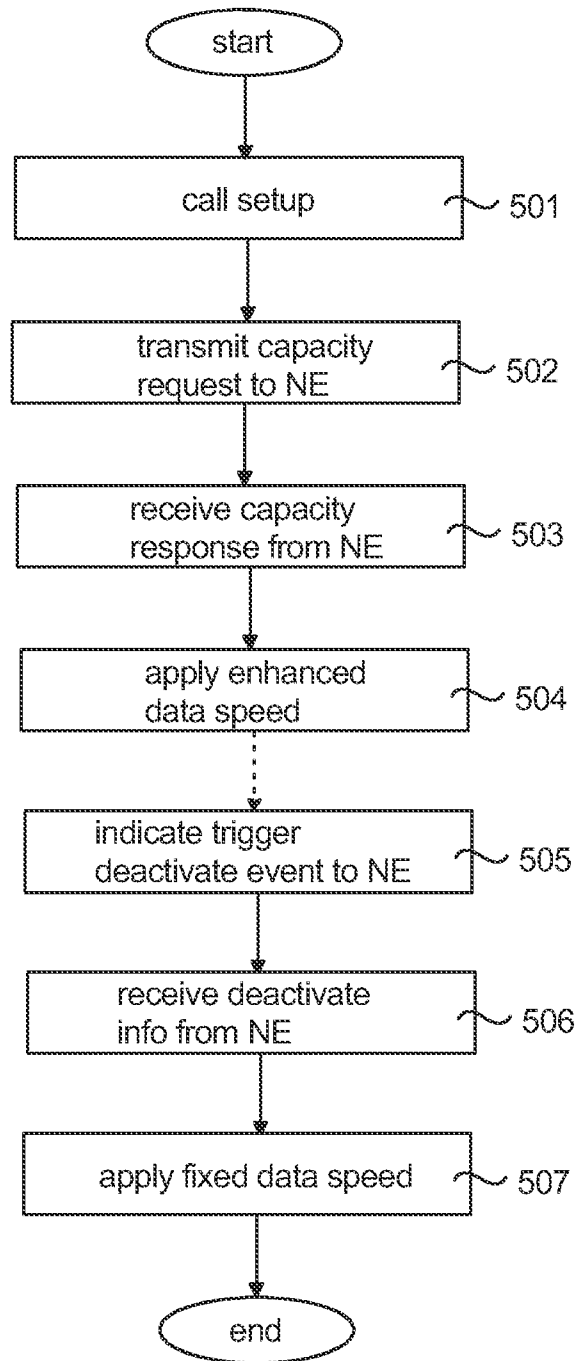 start
call setup
501
transmit capacity
request to NE
502
receive capacity
response from NE
503
apply enhanced
data speed
504
indicate trigger
deactivate event to NE
505
receive deactivate
info from NE
506
apply fixed data speed
507
end